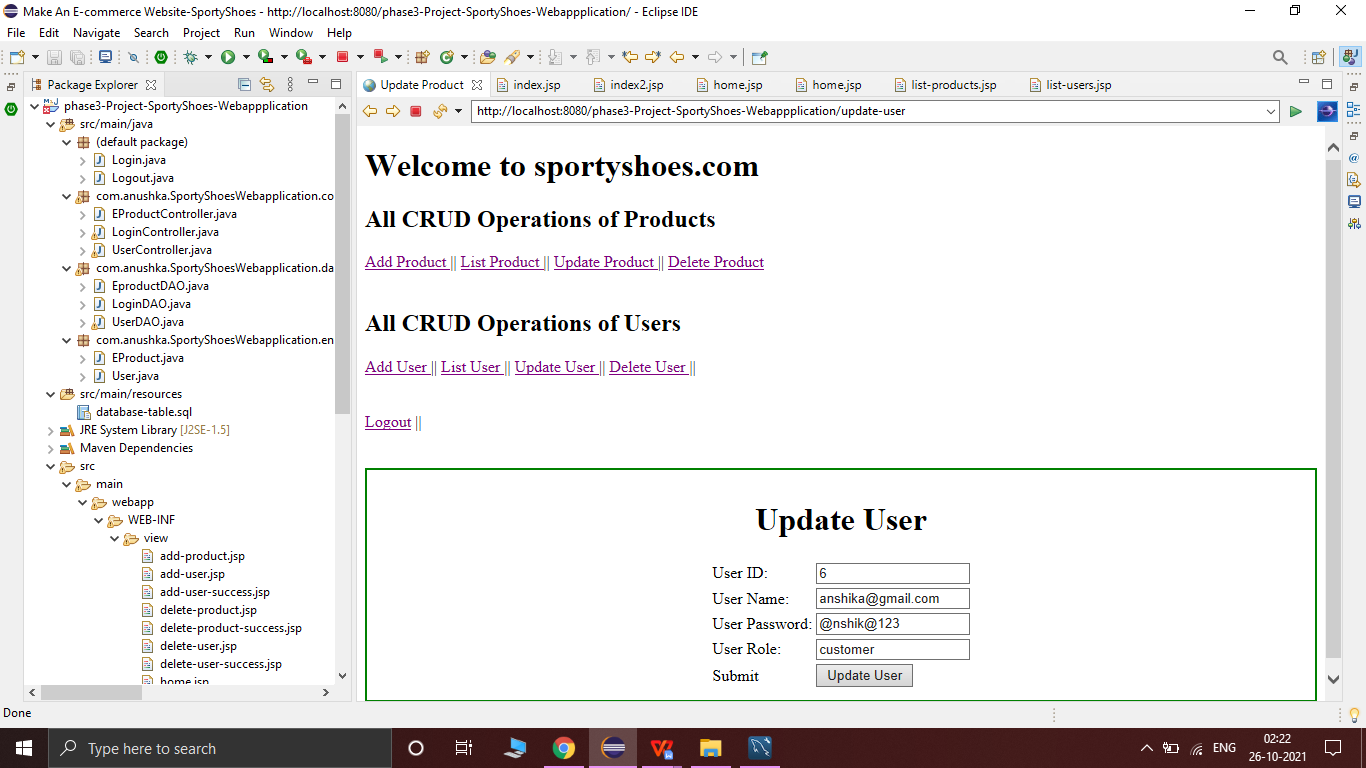 Make An E-commerce Website-SportyShoes - http://localhost:8080/phase3-Project-SportyShoes-Webappplication/ - Eclipse IDE
File Edit Navigate Search Project Run Window Help
Package Explorer
phase3-Project-SportyShoes-Webappplication
src/main/java
(default package)
Login.java
Logout.java
com.anushka.SportyShoesWebapplication.co
EProductController.java
LoginController.java
UserController.java
com.anushka.SportyShoesWebapplication.da
EproductDAO.java
LoginDAO.java
UserDAO.java
com.anushka.SportyShoesWebapplication.en
EProduct.java
User.java
src/main/resources
database-table.sql
JRE System Library [J2SE-1.5]
Maven Dependencies
src
main
webapp
WEB-INF
view
add-product.jsp
add-user.jsp
add-user-success.jsp
delete-product.jsp
delete-product-success.jsp
delete-user.jsp
delete-user-success.jsp
home.jsp
Update Product index.jsp index2.jsp home.jsp home.jsp list-products.jsp list-users.jsp
http://localhost:8080/phase3-Project-SportyShoes-Webappplication/update-user
Welcome to sportyshoes.com
All CRUD Operations of Products
Add Product || List Product || Update Product || Delete Product
All CRUD Operations of Users
Add User || List User || Update User || Delete User ||
Logout ||
Update User
User ID: 6
User Name: anshika@gmail.com
User Password: @nshik@123
User Role: customer
Submit Update User
Done
Type here to search
ENG
02:22
26-10-2021